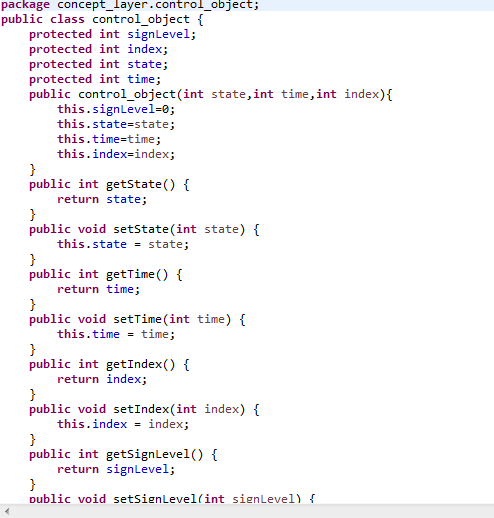 package concept_layer.control_object;
public class control_object {
    protected int signLevel;
    protected int index;
    protected int state;
    protected int time;
    public control_object(int state,int time,int index){
        this.signLevel=0;
        this.state=state;
        this.time=time;
        this.index=index;
    }
    public int getState() {
        return state;
    }
    public void setState(int state) {
        this.state = state;
    }
    public int getTime() {
        return time;
    }
    public void setTime(int time) {
        this.time = time;
    }
    public int getIndex() {
        return index;
    }
    public void setIndex(int index) {
        this.index = index;
    }
    public int getSignLevel() {
        return signLevel;
    }
    public void setSignLevel(int signLevel) {